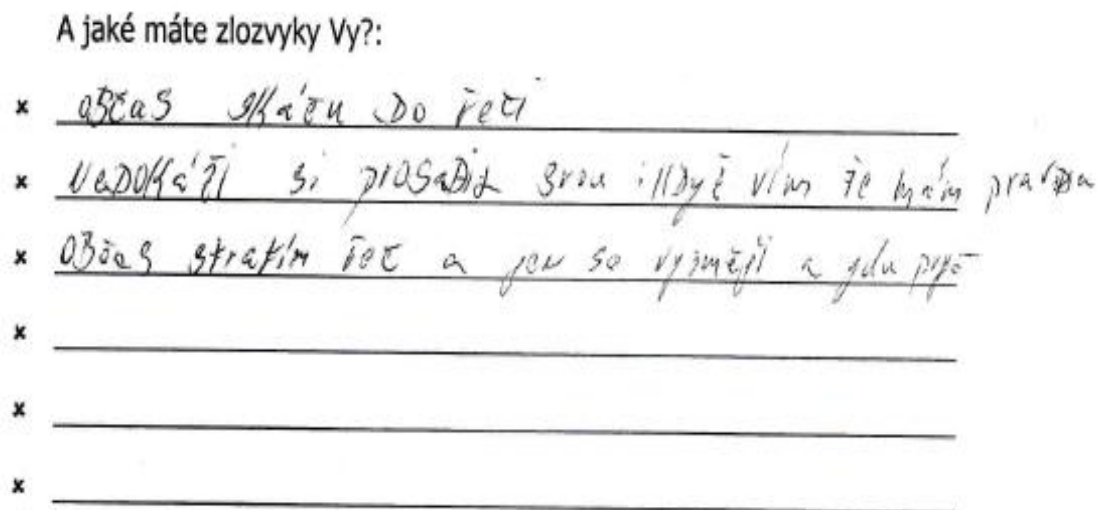 A jaké máte zlozvyky Vy?:
x občas skáču do řeči
x Nedokáži si prosadit svou i když vím že mám pravdu
x občas stratím řeč a jen se vysměji a jdu pryč
x
x
x